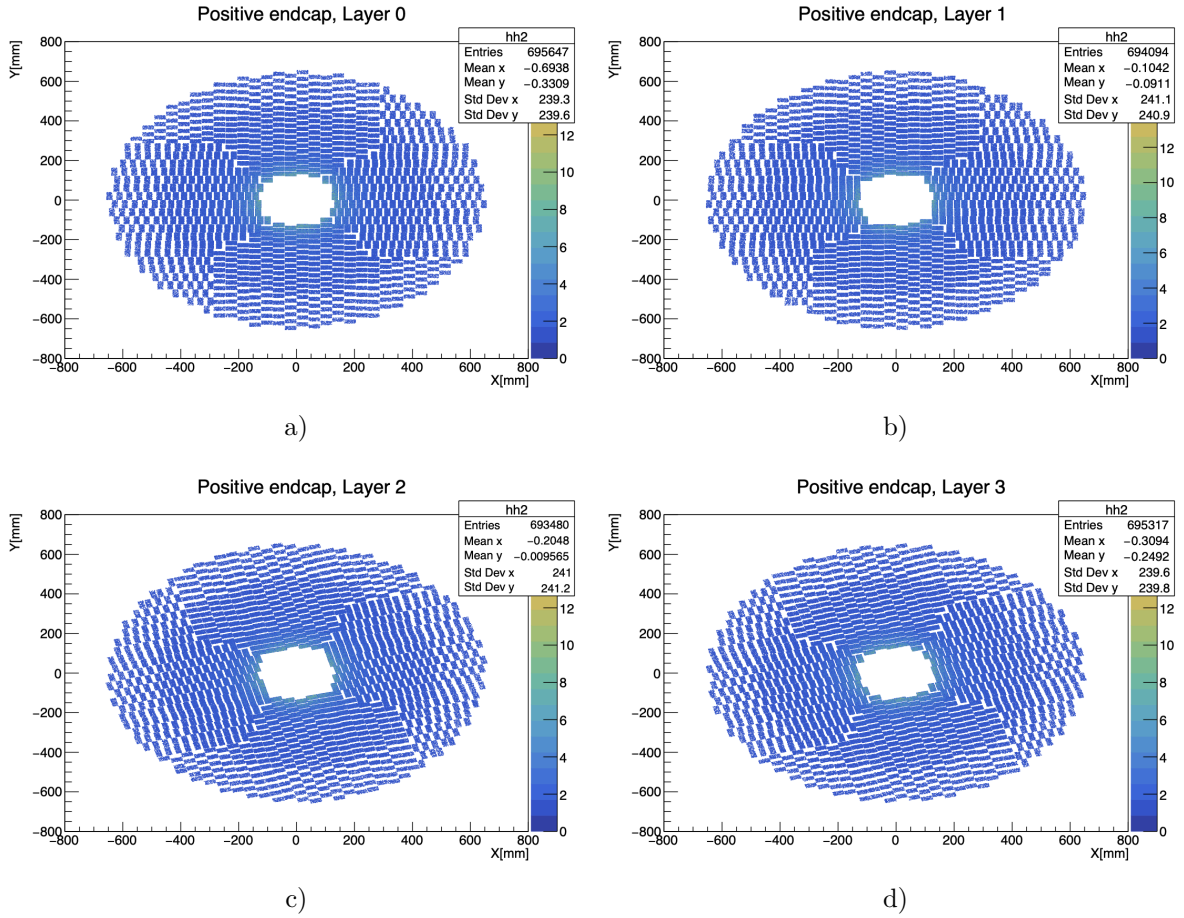 Positive endcap, Layer 0
hh2
Entries 695647
Mean x −0.6938
Mean y −0.3309
Std Dev x 239.3
Std Dev y 239.6
Y[mm]
800
600
400
200
0
−200
−400
−600
−800
−800 −600 −400 −200 0 200 400 600 800
X[mm]
12
10
8
6
4
2
0
a)
Positive endcap, Layer 1
hh2
Entries 694094
Mean x −0.1042
Mean y −0.0911
Std Dev x 241.1
Std Dev y 240.9
Y[mm]
800
600
400
200
0
−200
−400
−600
−800
−800 −600 −400 −200 0 200 400 600 800
X[mm]
12
10
8
6
4
2
0
b)
Positive endcap, Layer 2
hh2
Entries 693480
Mean x −0.2048
Mean y −0.009565
Std Dev x 241
Std Dev y 241.2
Y[mm]
800
600
400
200
0
−200
−400
−600
−800
−800 −600 −400 −200 0 200 400 600 800
X[mm]
12
10
8
6
4
2
0
c)
Positive endcap, Layer 3
hh2
Entries 695317
Mean x −0.3094
Mean y −0.2492
Std Dev x 239.6
Std Dev y 239.8
Y[mm]
800
600
400
200
0
−200
−400
−600
−800
−800 −600 −400 −200 0 200 400 600 800
X[mm]
12
10
8
6
4
2
0
d)